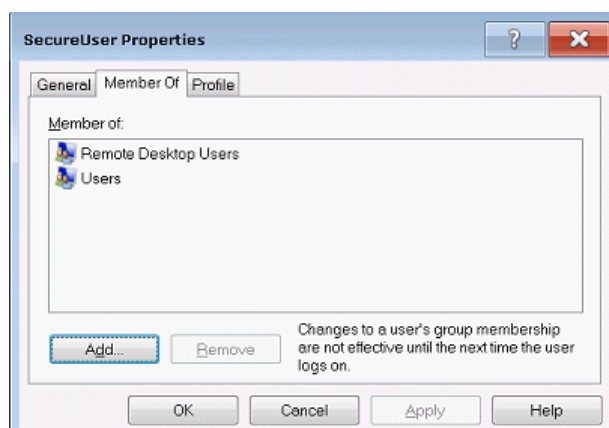 SecureUser Properties
General Member Of Profile
Member of:
Remote Desktop Users
Users
Add... Remove
Changes to a user's group membership
are not effective until the next time the user
logs on.
OK Cancel Apply Help